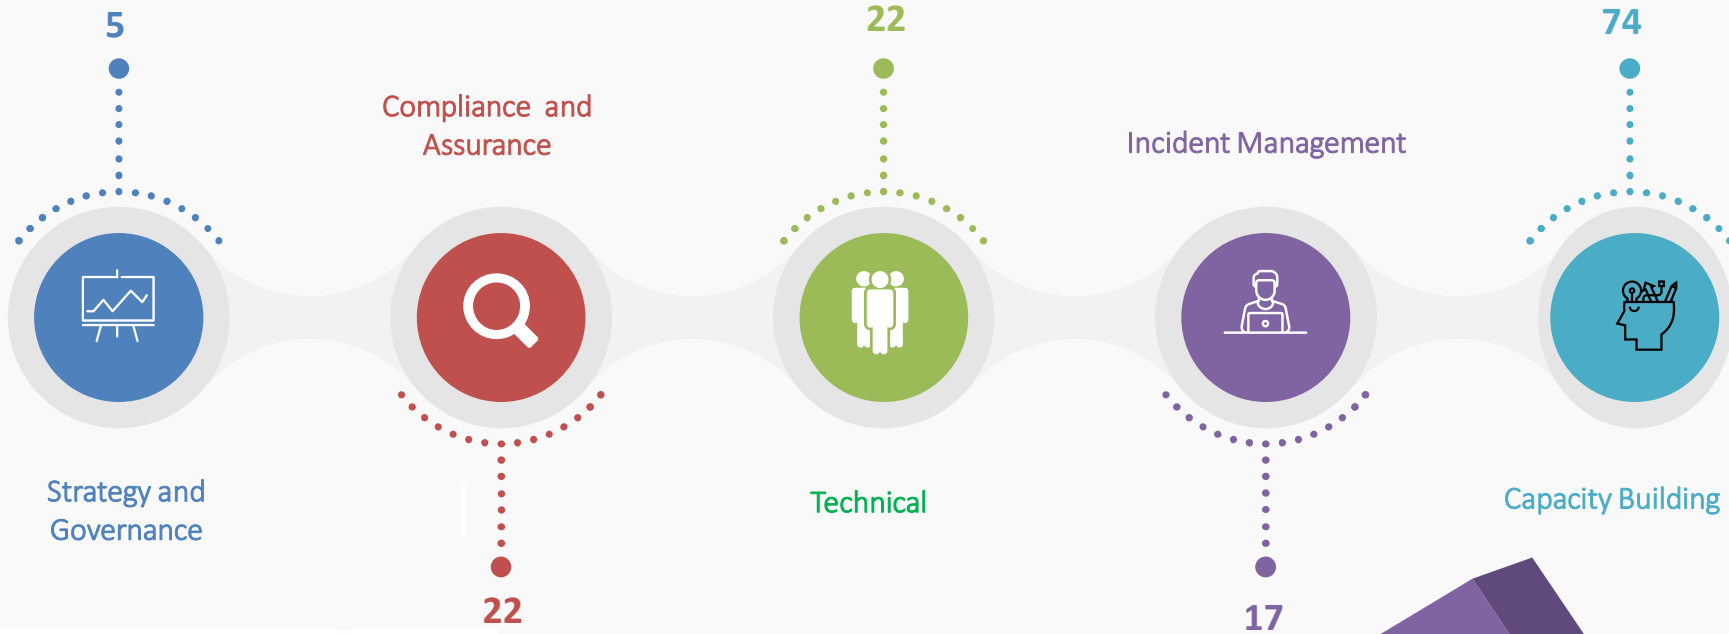 5
Strategy and
Governance
Compliance and
Assurance
22
22
Technical
Incident Management
17
74
Capacity Building